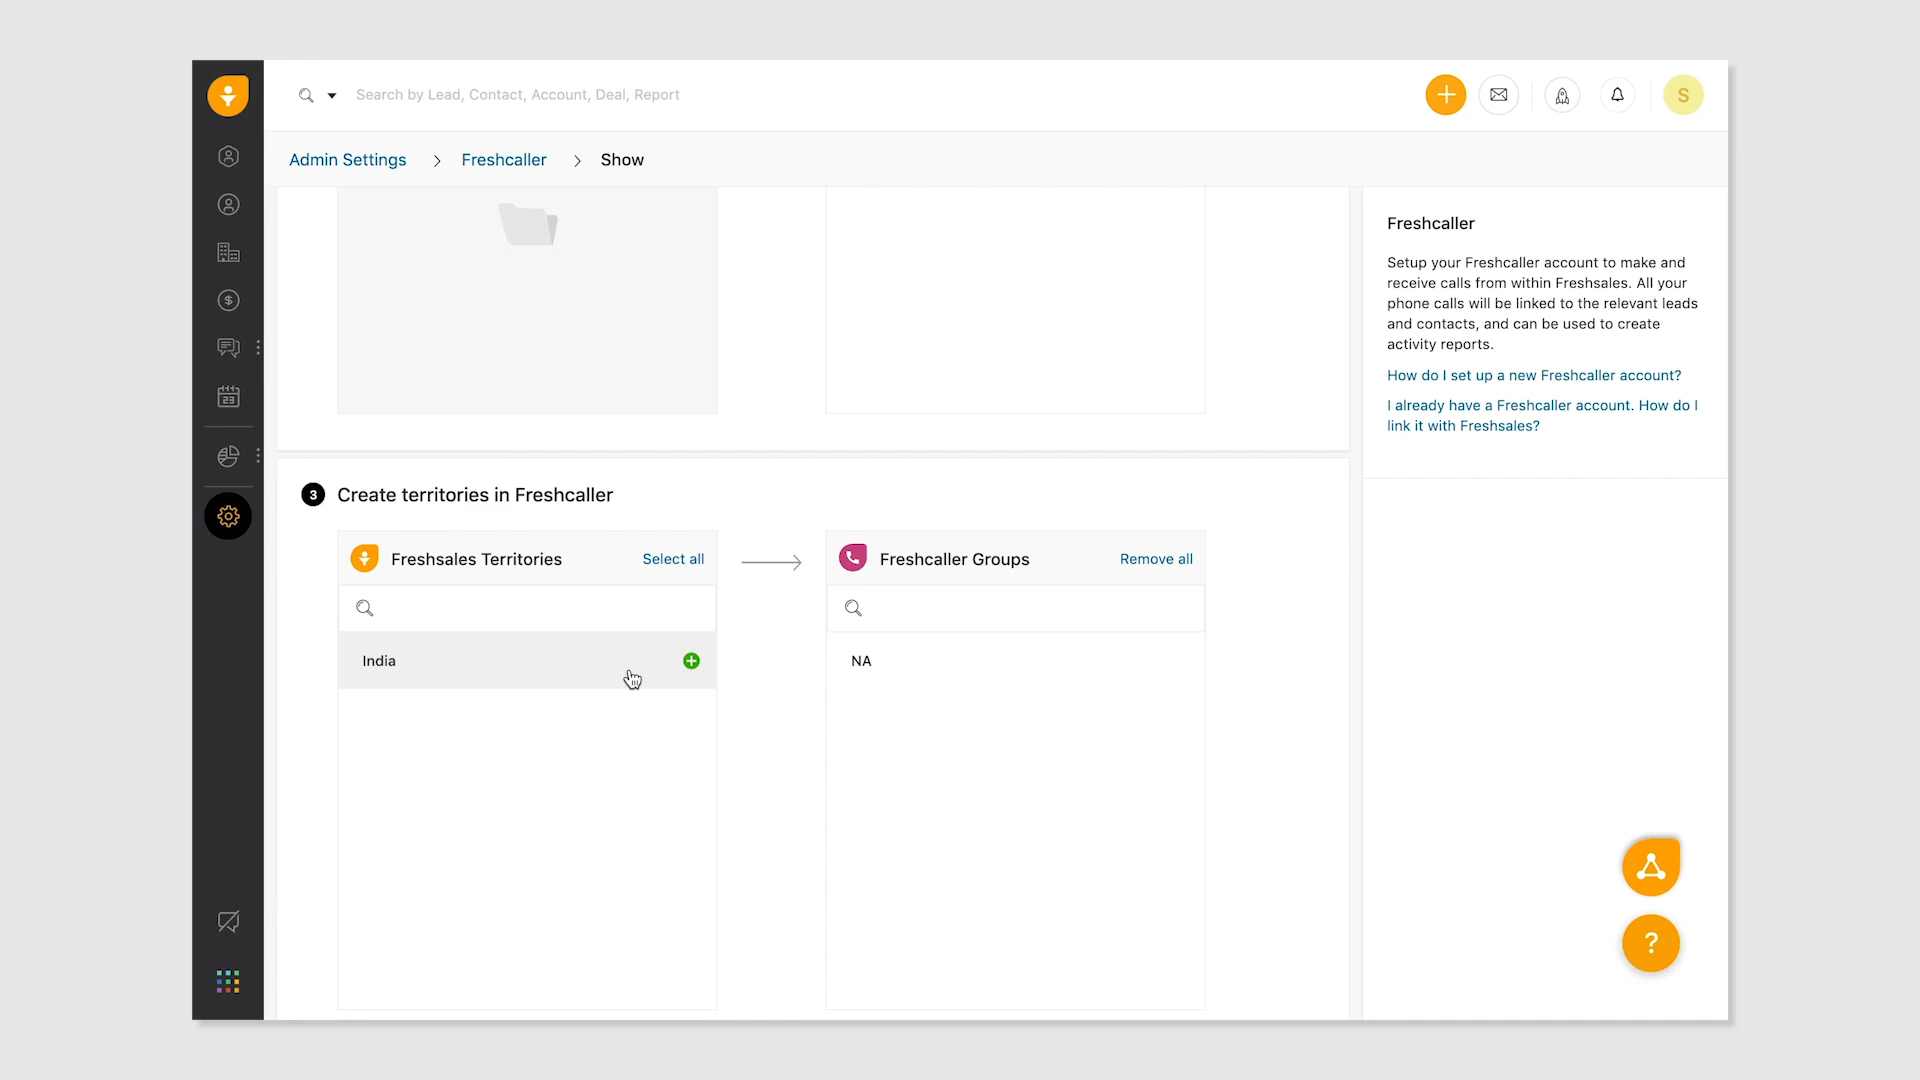 Search by Lead, Contact, Account, Deal, Report
S
Admin Settings > Freshcaller > Show
23
3 Create territories in Freshcaller
Freshsales Territories Select all
India
Freshcaller Groups Remove all
NA
Freshcaller
Setup your Freshcaller account to make and
receive calls from within Freshsales. All your
phone calls will be linked to the relevant leads
and contacts, and can be used to create
activity reports.
How do I set up a new Freshcaller account?
I already have a Freshcaller account. How do I
link it with Freshsales?
?